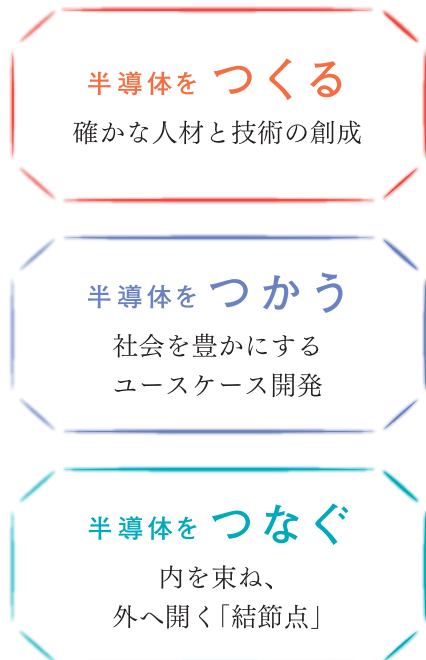 半導体を つくる
確かな人材と技術の創成
半導体を つかう
社会を豊かにする
ユースケース開発
半導体を つなぐ
内を束ね、
外へ開く「結節点」